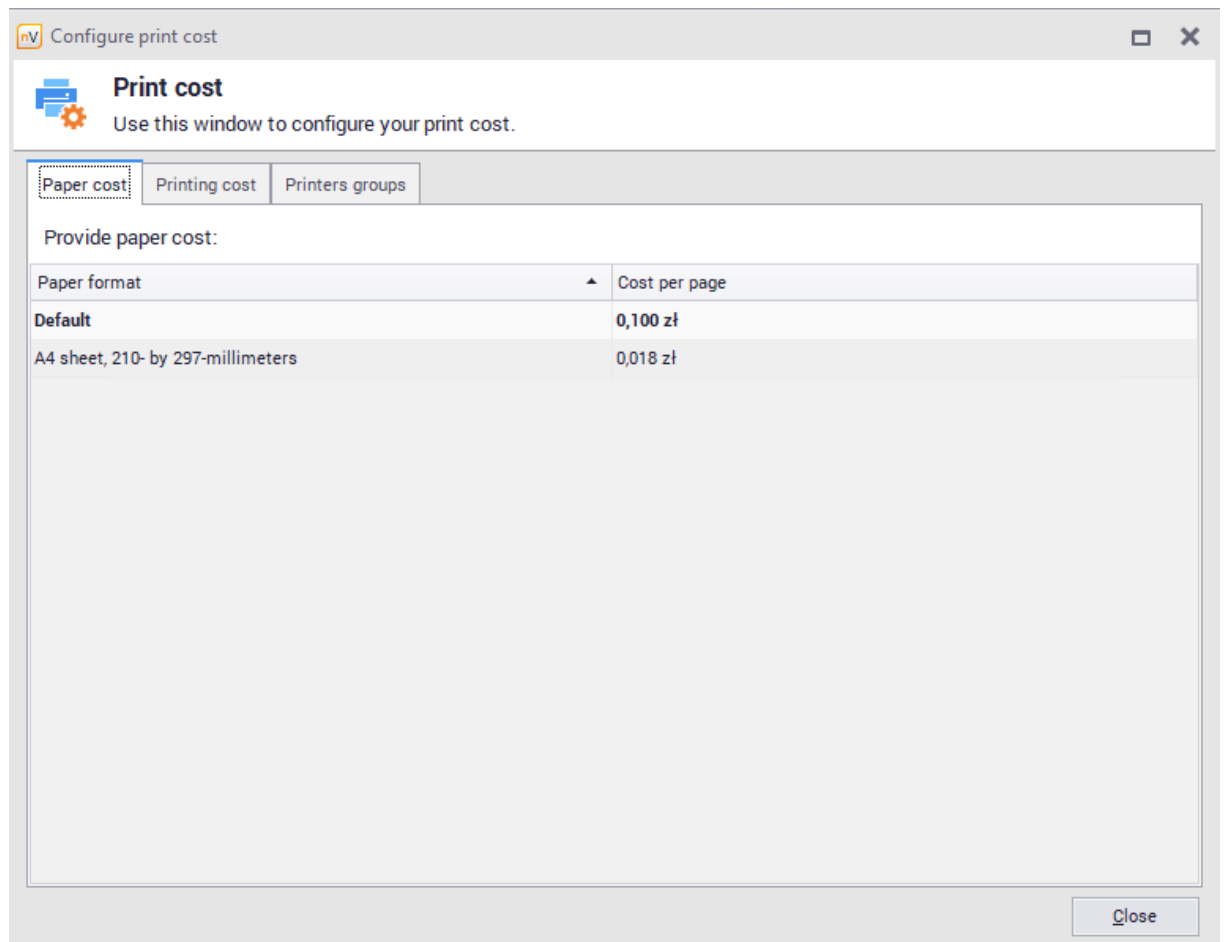 nV Configure print cost
Print cost
Use this window to configure your print cost.
Paper cost Printing cost Printers groups
Provide paper cost:
Paper format Cost per page
Default 0,100 zł
A4 sheet, 210- by 297-millimeters 0,018 zł
Close